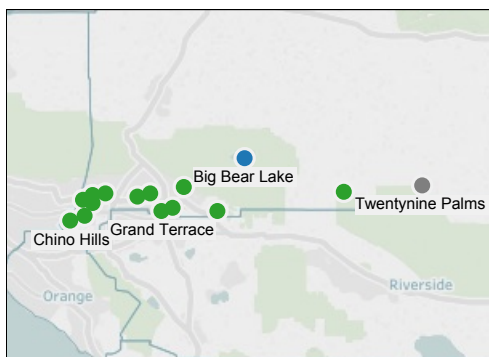 Big Bear Lake
Twentynine Palms
Grand Terrace
Chino Hills
Riverside
Orange